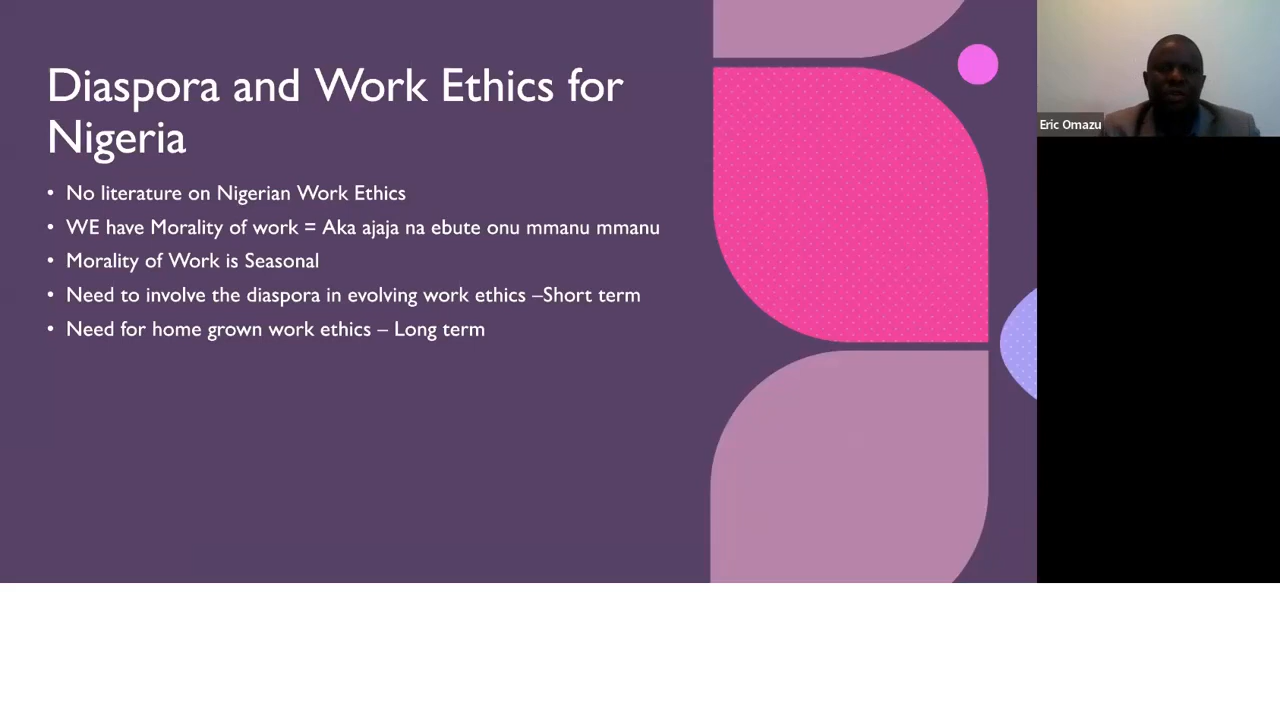 Diaspora and Work Ethics for
Nigeria
• No literature on Nigerian Work Ethics
• WE have Morality of work = Aka ajaja na ebute onu mmanu mmanu
• Morality of Work is Seasonal
• Need to involve the diaspora in evolving work ethics –Short term
• Need for home grown work ethics – Long term
Eric Omazu